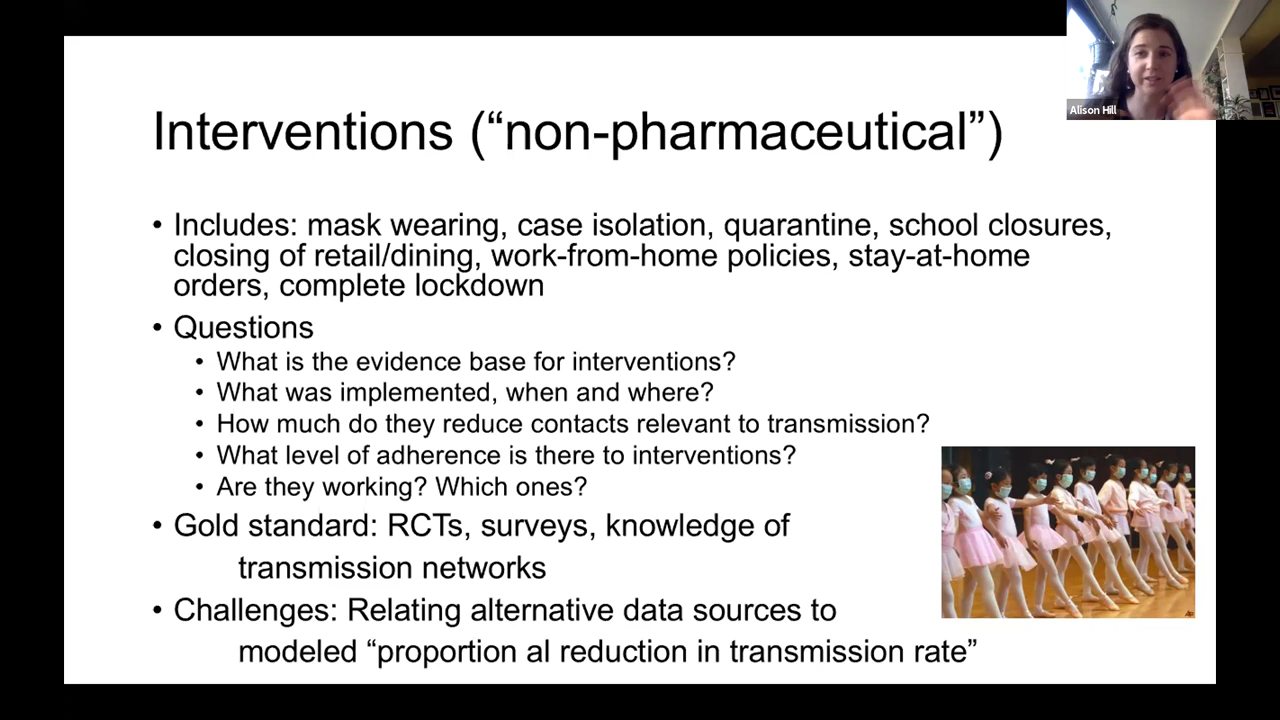 Alison Hill
Interventions (“non-pharmaceutical”)
• Includes: mask wearing, case isolation, quarantine, school closures,
closing of retail/dining, work-from-home policies, stay-at-home
orders, complete lockdown
• Questions
• What is the evidence base for interventions?
• What was implemented, when and where?
• How much do they reduce contacts relevant to transmission?
• What level of adherence is there to interventions?
• Are they working? Which ones?
• Gold standard: RCTs, surveys, knowledge of
transmission networks
• Challenges: Relating alternative data sources to
modeled “proportion al reduction in transmission rate”